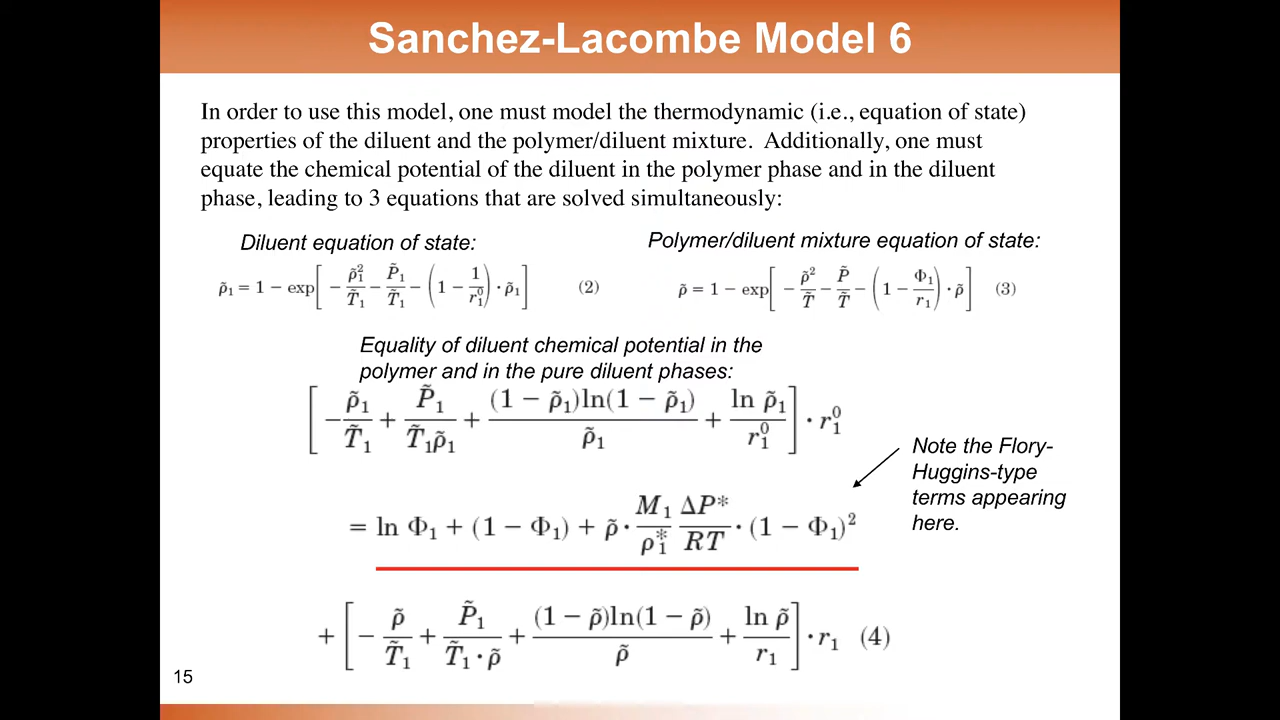 Sanchez-Lacombe Model 6
In order to use this model, one must model the thermodynamic (i.e., equation of state)
properties of the diluent and the polymer/diluent mixture.  Additionally, one must
equate the chemical potential of the diluent in the polymer phase and in the diluent
phase, leading to 3 equations that are solved simultaneously:
Diluent equation of state:
ρ̃₁ = 1 − exp[ − ρ̃₁²/T̃₁ − P̃₁/T̃₁ − (1 − 1/r₁⁰) · ρ̃₁ ] (2)
Polymer/diluent mixture equation of state:
ρ̃ = 1 − exp[ − ρ̃²/T̃ − P̃/T̃ − (1 − Φ₁/r₁) · ρ̃ ] (3)
Equality of diluent chemical potential in the
polymer and in the pure diluent phases:
[ − ρ̃₁/T̃₁ + P̃₁/(T̃₁ρ̃₁) + (1 − ρ̃₁)ln(1 − ρ̃₁)/ρ̃₁ + ln ρ̃₁/r₁⁰ ] · r₁⁰
Note the Flory-
Huggins-type
terms appearing
here.
= ln Φ₁ + (1 − Φ₁) + ρ̃ · M₁/ρ₁* ΔP*/RT · (1 − Φ₁)²
+ [ − ρ̃/T̃₁ + P̃₁/(T̃₁ · ρ̃) + (1 − ρ̃)ln(1 − ρ̃)/ρ̃ + ln ρ̃/r₁ ] · r₁ (4)
15